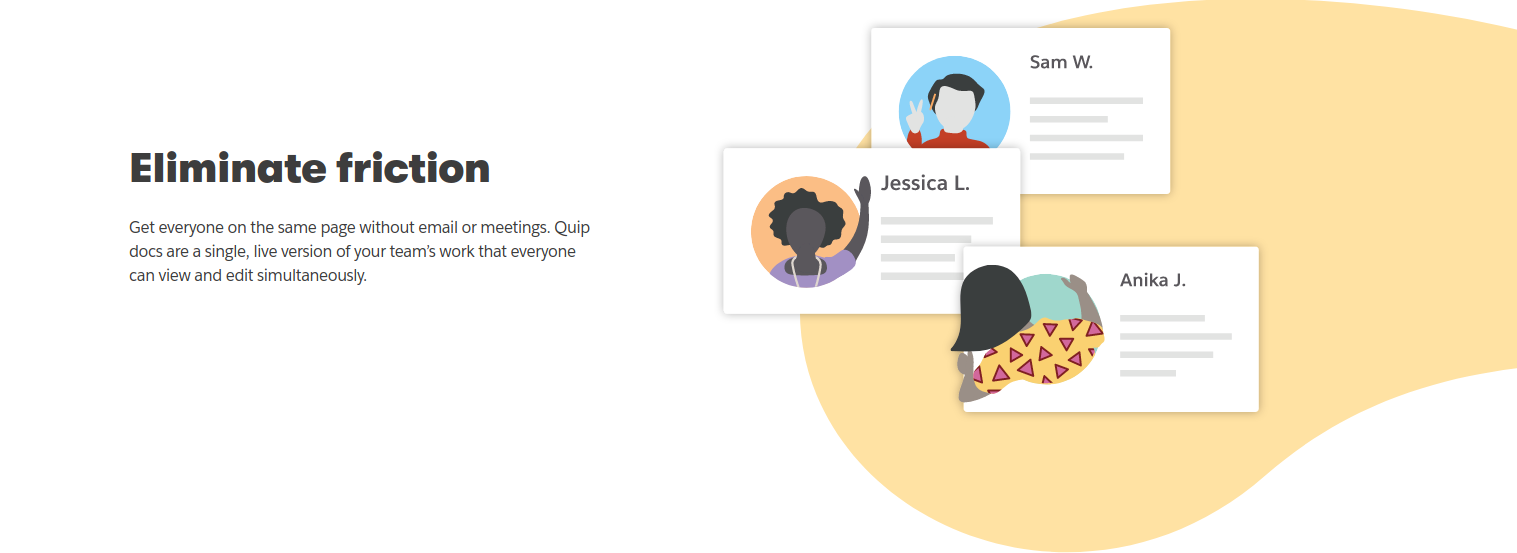 Eliminate friction
Get everyone on the same page without email or meetings. Quip
docs are a single, live version of your team’s work that everyone
can view and edit simultaneously.
Sam W.
Jessica L.
Anika J.